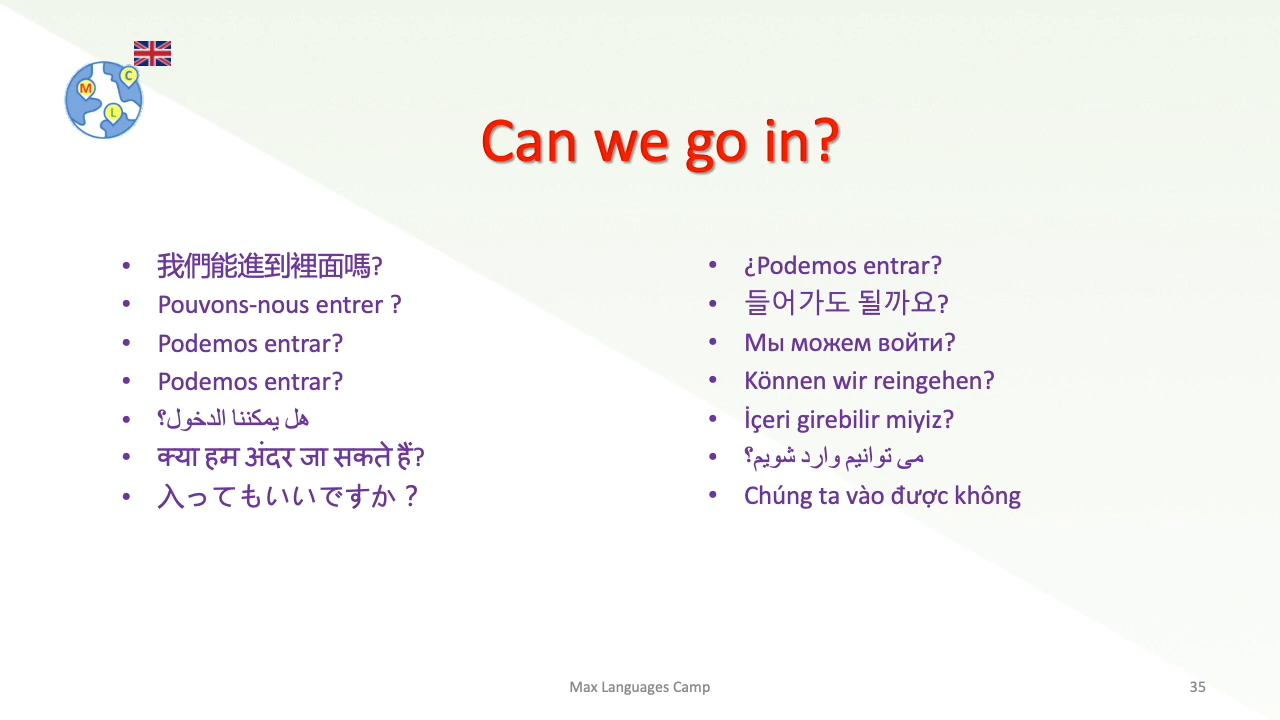 M
C
L
Can we go in?
• 我們能進到裡面嗎?
• Pouvons-nous entrer ?
• Podemos entrar?
• Podemos entrar?
• هل يمكننا الدخول؟
• क्या हम अंदर जा सकते हैं?
• 入ってもいいですか？
• ¿Podemos entrar?
• 들어가도 될까요?
• Мы можем войти?
• Können wir reingehen?
• İçeri girebilir miyiz?
• می توانیم وارد شویم؟
• Chúng ta vào được không
Max Languages Camp
35